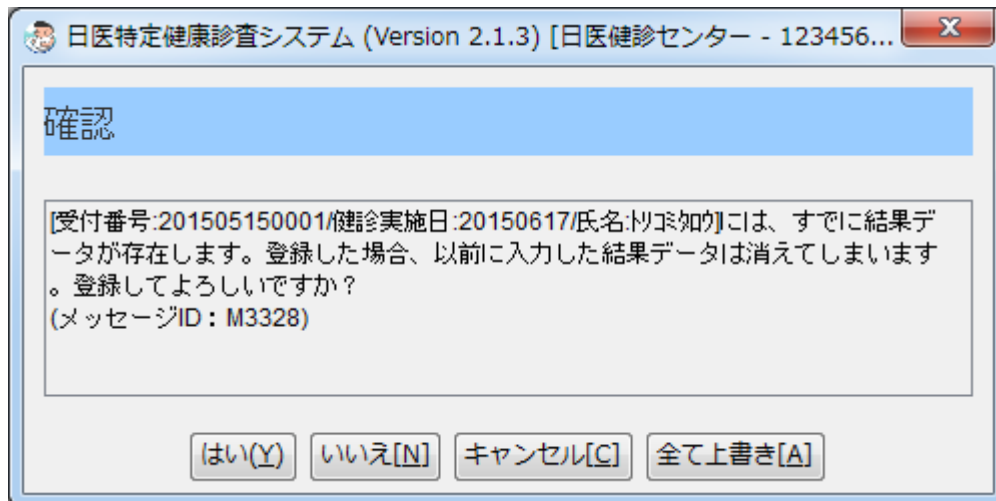 日医特定健康診査システム (Version 2.1.3) [日医健診センター - 123456...
確認
[受付番号:201505150001/健診実施日:20150617/氏名:ﾄﾘｺﾐﾀﾛｳ]には、すでに結果デ
ータが存在します。登録した場合、以前に入力した結果データは消えてしまいます
。登録してよろしいですか？
(メッセージID：M3328)
はい(Y) いいえ[N] キャンセル[C] 全て上書き[A]